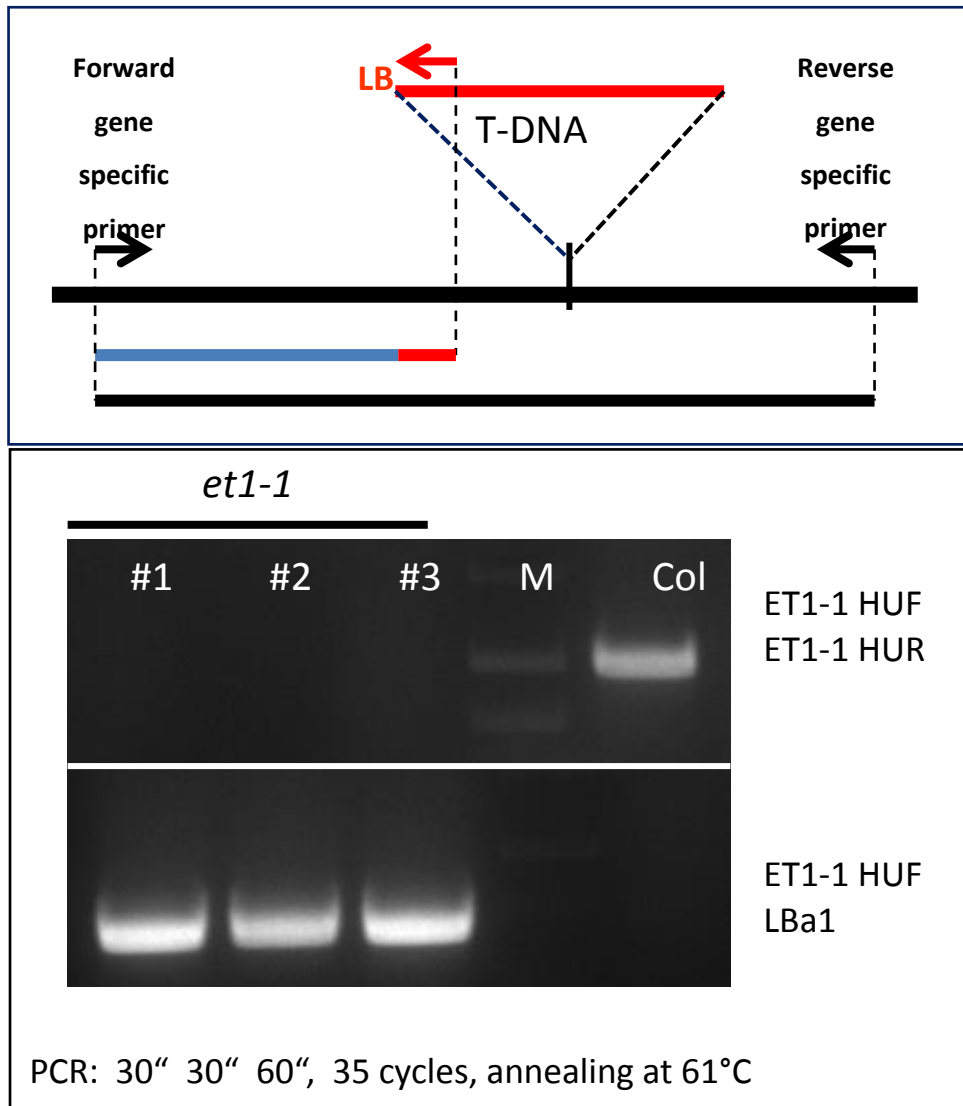 Forward
gene
specific
primer
LB
T-DNA
Reverse
gene
specific
primer
et1-1
#1 #2 #3 M Col
ET1-1 HUF
ET1-1 HUR
ET1-1 HUF
LBa1
PCR: 30“ 30“ 60“, 35 cycles, annealing at 61°C